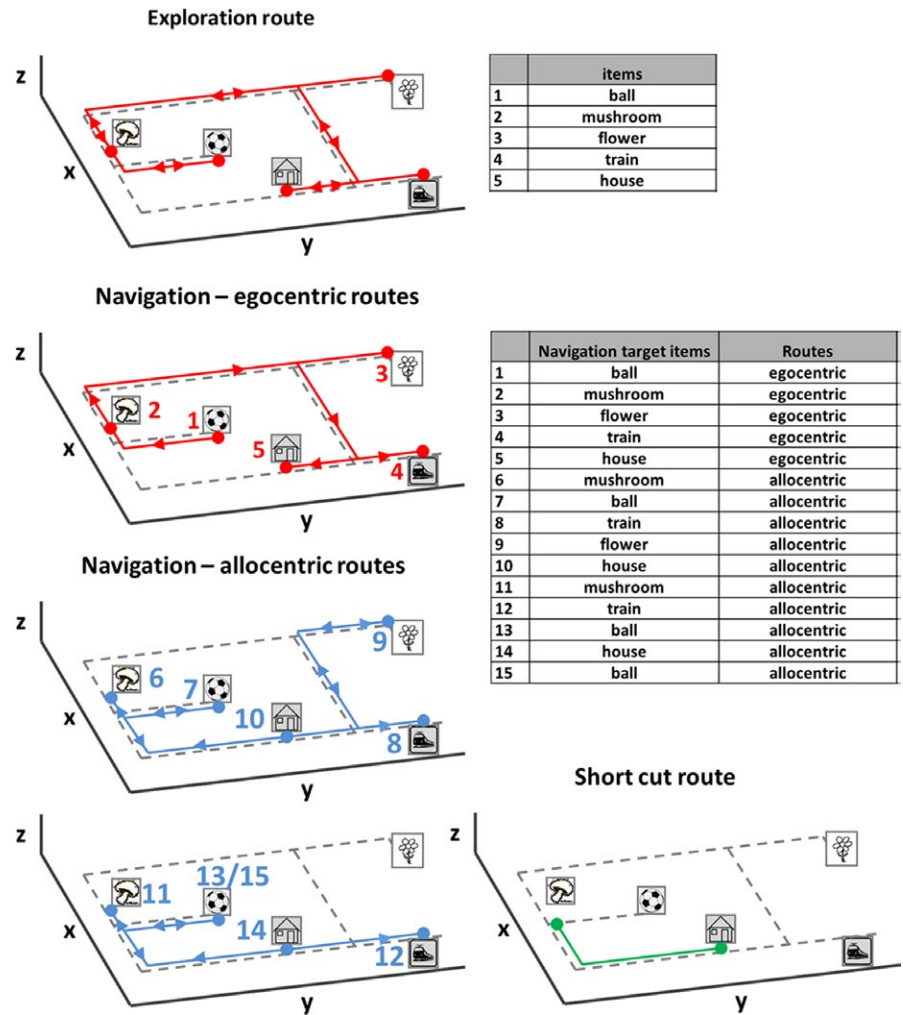 Exploration route
z
x
y
items
1 ball
2 mushroom
3 flower
4 train
5 house
Navigation – egocentric routes
z
x
y
2
1
3
5
4
Navigation target items Routes
1 ball egocentric
2 mushroom egocentric
3 flower egocentric
4 train egocentric
5 house egocentric
6 mushroom allocentric
7 ball allocentric
8 train allocentric
9 flower allocentric
10 house allocentric
11 mushroom allocentric
12 train allocentric
13 ball allocentric
14 house allocentric
15 ball allocentric
Navigation – allocentric routes
z
x
y
6
7
9
10
8
z
x
y
11
13/15
14
12
Short cut route
z
x
y